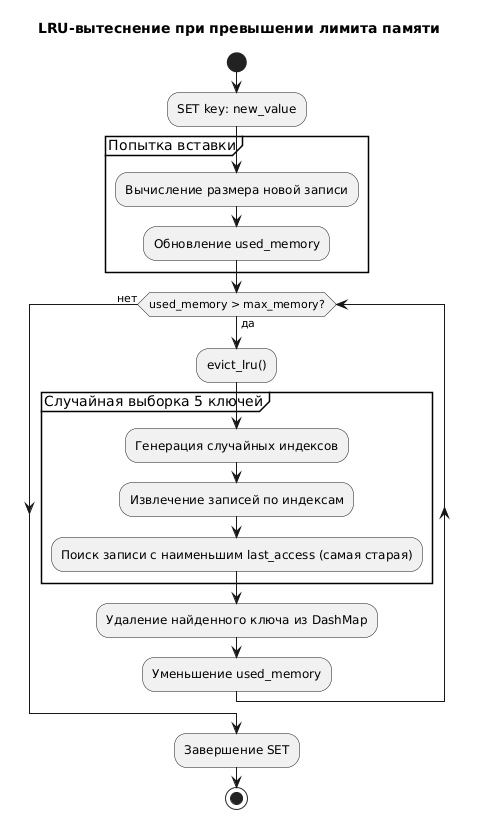 LRU-вытеснение при превышении лимита памяти
SET key: new_value
Попытка вставки
Вычисление размера новой записи
Обновление used_memory
нет
used_memory > max_memory?
да
evict_lru()
Случайная выборка 5 ключей
Генерация случайных индексов
Извлечение записей по индексам
Поиск записи с наименьшим last_access (самая старая)
Удаление найденного ключа из DashMap
Уменьшение used_memory
Завершение SET